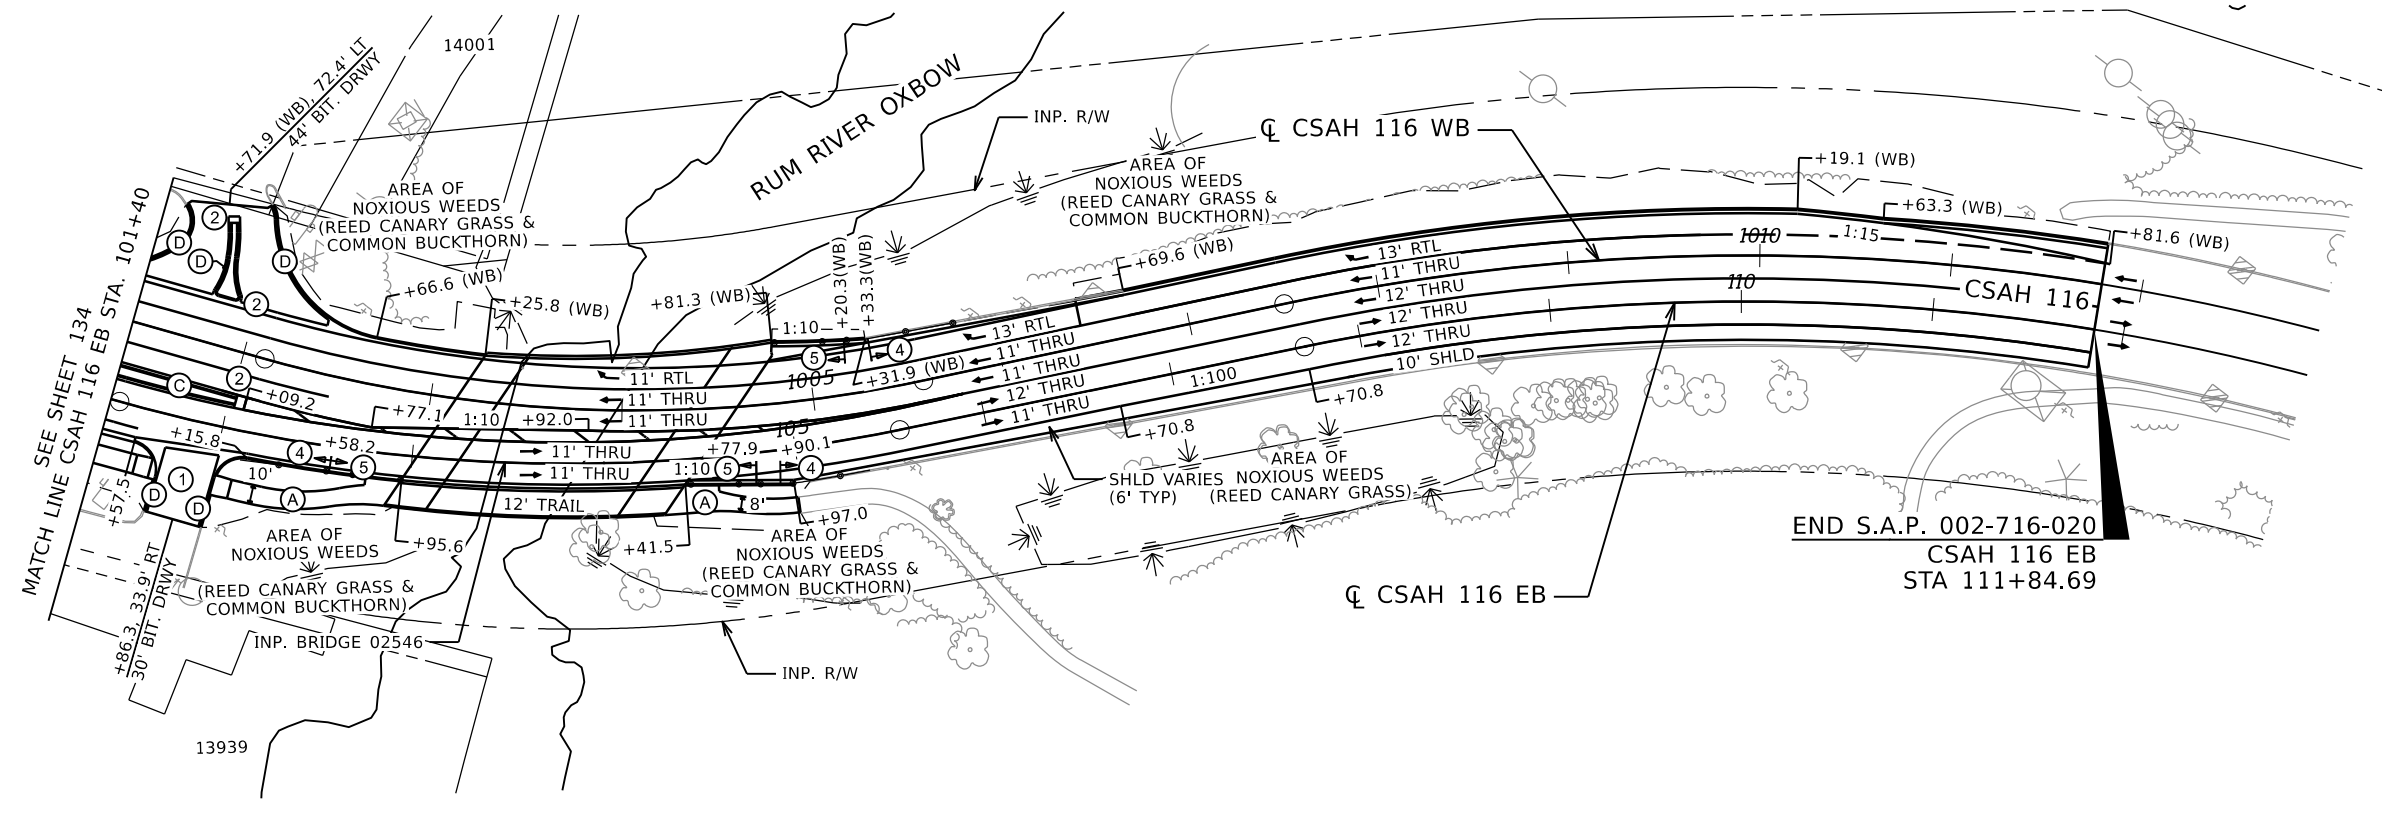 14001
+71.9 (WB), 72.4' LT
44' BIT. DRWY
RUM RIVER OXBOW
INP. R/W
℄ CSAH 116 WB
AREA OF
NOXIOUS WEEDS
(REED CANARY GRASS &
COMMON BUCKTHORN)
AREA OF
NOXIOUS WEEDS
(REED CANARY GRASS &
COMMON BUCKTHORN)
+19.1 (WB)
+63.3 (WB)
+81.6 (WB)
SEE SHEET 134
MATCH LINE CSAH 116 EB STA. 101+40
2
D
D
D
2
+66.6 (WB)
+25.8 (WB)
+81.3 (WB)
+20.3(WB)
+33.3(WB)
+69.6 (WB)
13' RTL
11' THRU
12' THRU
12' THRU
12' THRU
10' SHLD
1010
1:15
110
CSAH 116
1:10
5
4
13' RTL
11' THRU
11' THRU
12' THRU
11' THRU
+31.9 (WB)
1:100
1005
11' RTL
11' THRU
11' THRU
C
2
+09.2
+77.1
1:10
+92.0
105
11' THRU
11' THRU
+15.8
4
+58.2
5
+77.9
+90.1
1:10
5
4
+70.8
+70.8
10'
1
D
D
A
12' TRAIL
A
8'
+97.0
+57.5
SHLD VARIES
(6' TYP)
AREA OF
NOXIOUS WEEDS
(REED CANARY GRASS)
AREA OF
NOXIOUS WEEDS
(REED CANARY GRASS &
COMMON BUCKTHORN)
+95.6
+41.5
AREA OF
NOXIOUS WEEDS
(REED CANARY GRASS &
COMMON BUCKTHORN)
END S.A.P. 002-716-020
CSAH 116 EB
STA 111+84.69
℄ CSAH 116 EB
+86.3, 33.9' RT
30' BIT. DRWY
INP. BRIDGE 02546
INP. R/W
13939